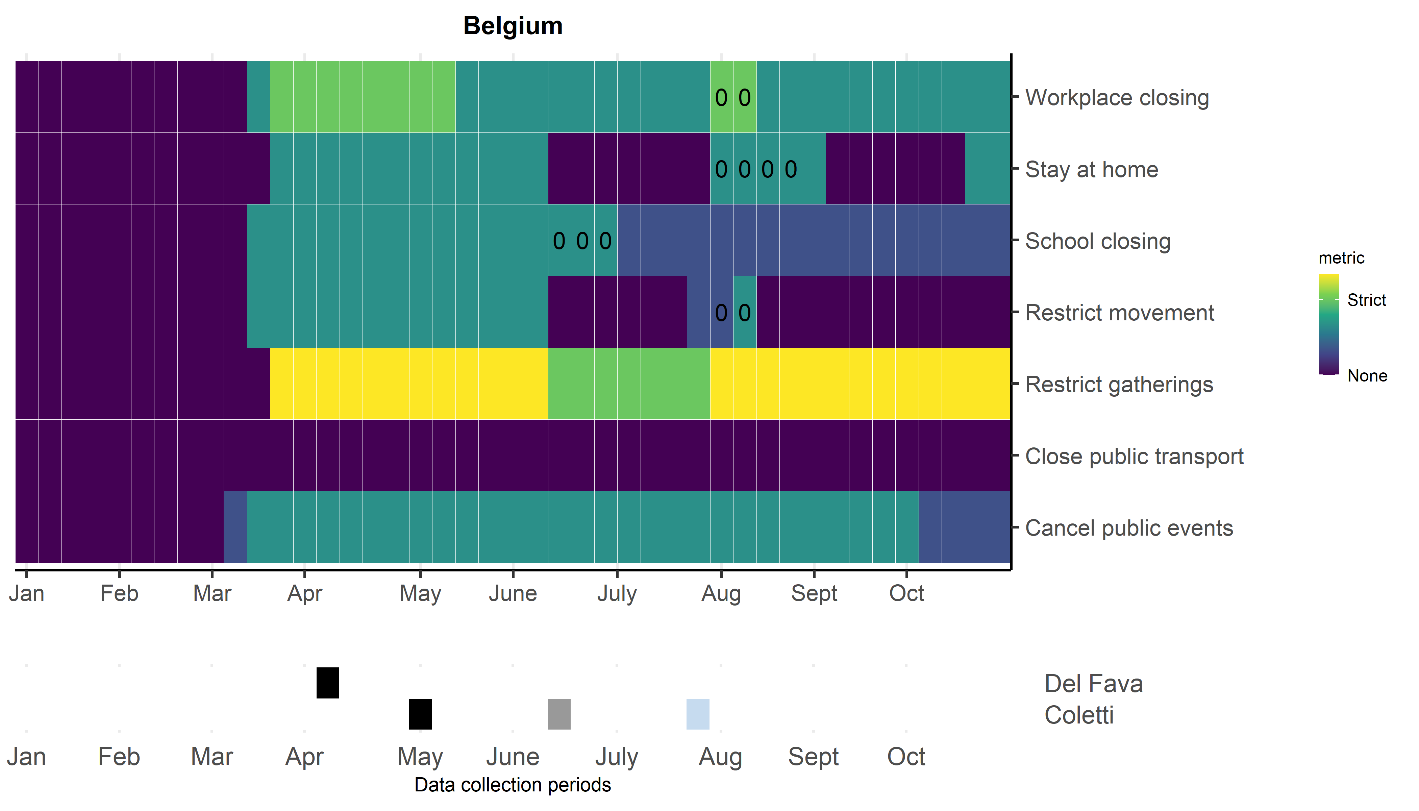 Belgium
0 0 Workplace closing
0 0 0 0 Stay at home
0 0 0 School closing
metric
Strict
None
0 0 Restrict movement
Restrict gatherings
Close public transport
Cancel public events
Jan Feb Mar Apr May June July Aug Sept Oct
Del Fava
Coletti
Jan Feb Mar Apr May June July Aug Sept Oct
Data collection periods